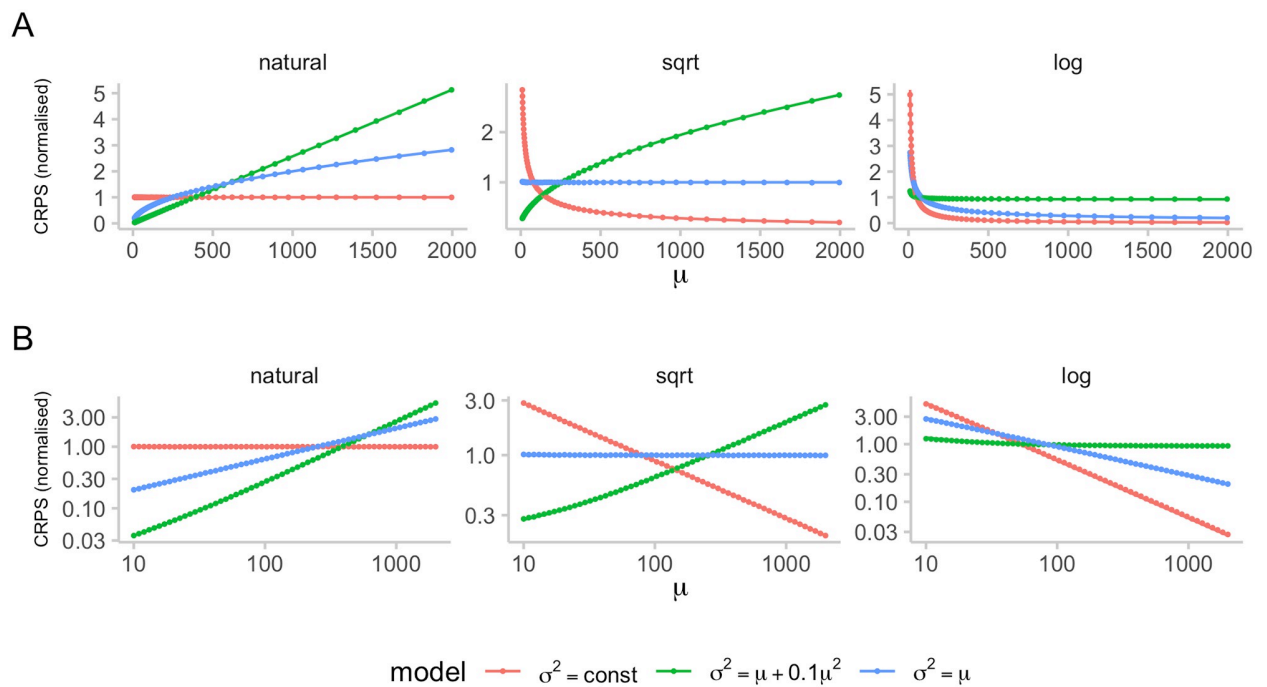 A
natural
sqrt
log
CRPS (normalised)
5
4
3
2
1
0
0 500 1000 1500 2000
2
1
0 500 1000 1500 2000
5
4
3
2
1
0
0 500 1000 1500 2000
μ
B
natural
sqrt
log
CRPS (normalised)
3.00
1.00
0.30
0.10
0.03
10 100 1000
3.0
1.0
0.3
10 100 1000
3.00
1.00
0.30
0.10
0.03
10 100 1000
μ
model σ² = const σ² = μ + 0.1μ² σ² = μ